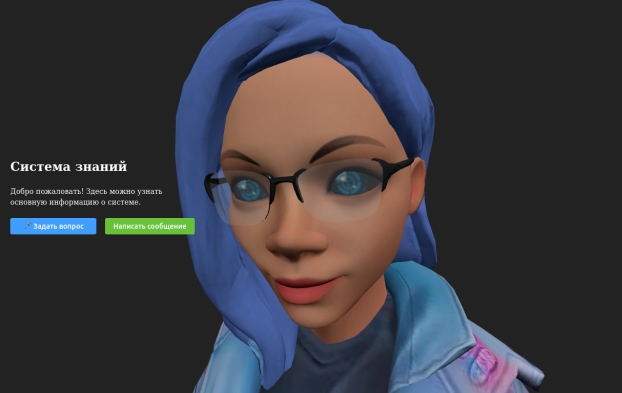 Система знаний
Добро пожаловать! Здесь можно узнать
основную информацию о системе.
Задать вопрос
Написать сообщение